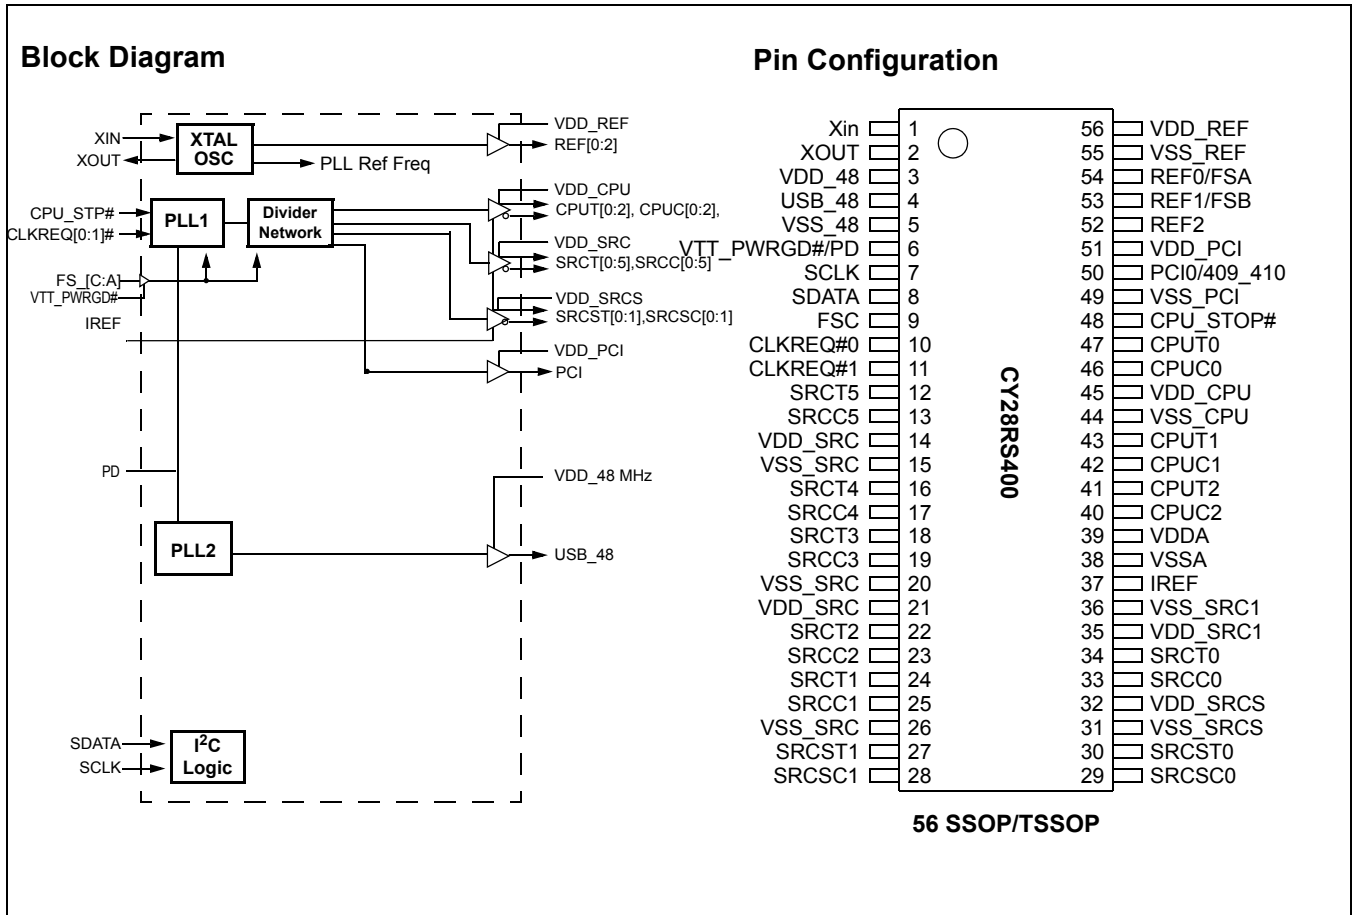 Block Diagram
XIN
XOUT
XTAL
OSC
PLL Ref Freq
VDD_REF
REF[0:2]
CPU_STP#
CLKREQ[0:1]#
PLL1
Divider
Network
VDD_CPU
CPUT[0:2], CPUC[0:2],
VDD_SRC
SRCT[0:5],SRCC[0:5]
FS_[C:A]
VTT_PWRGD#
IREF
VDD_SRCS
SRCST[0:1],SRCSC[0:1]
VDD_PCI
PCI
PD
VDD_48 MHz
PLL2
USB_48
SDATA
SCLK
I2C
Logic
Pin Configuration
Xin 1 56 VDD_REF
XOUT 2 55 VSS_REF
VDD_48 3 54 REF0/FSA
USB_48 4 53 REF1/FSB
VSS_48 5 52 REF2
VTT_PWRGD#/PD 6 51 VDD_PCI
SCLK 7 50 PCI0/409_410
SDATA 8 49 VSS_PCI
FSC 9 48 CPU_STOP#
CLKREQ#0 10 47 CPUT0
CLKREQ#1 11 46 CPUC0
SRCT5 12 45 VDD_CPU
SRCC5 13 44 VSS_CPU
VDD_SRC 14 43 CPUT1
VSS_SRC 15 42 CPUC1
SRCT4 16 41 CPUT2
SRCC4 17 40 CPUC2
SRCT3 18 39 VDDA
SRCC3 19 38 VSSA
VSS_SRC 20 37 IREF
VDD_SRC 21 36 VSS_SRC1
SRCT2 22 35 VDD_SRC1
SRCC2 23 34 SRCT0
SRCT1 24 33 SRCC0
SRCC1 25 32 VDD_SRCS
VSS_SRC 26 31 VSS_SRCS
SRCST1 27 30 SRCST0
SRCSC1 28 29 SRCSC0
CY28RS400
56 SSOP/TSSOP